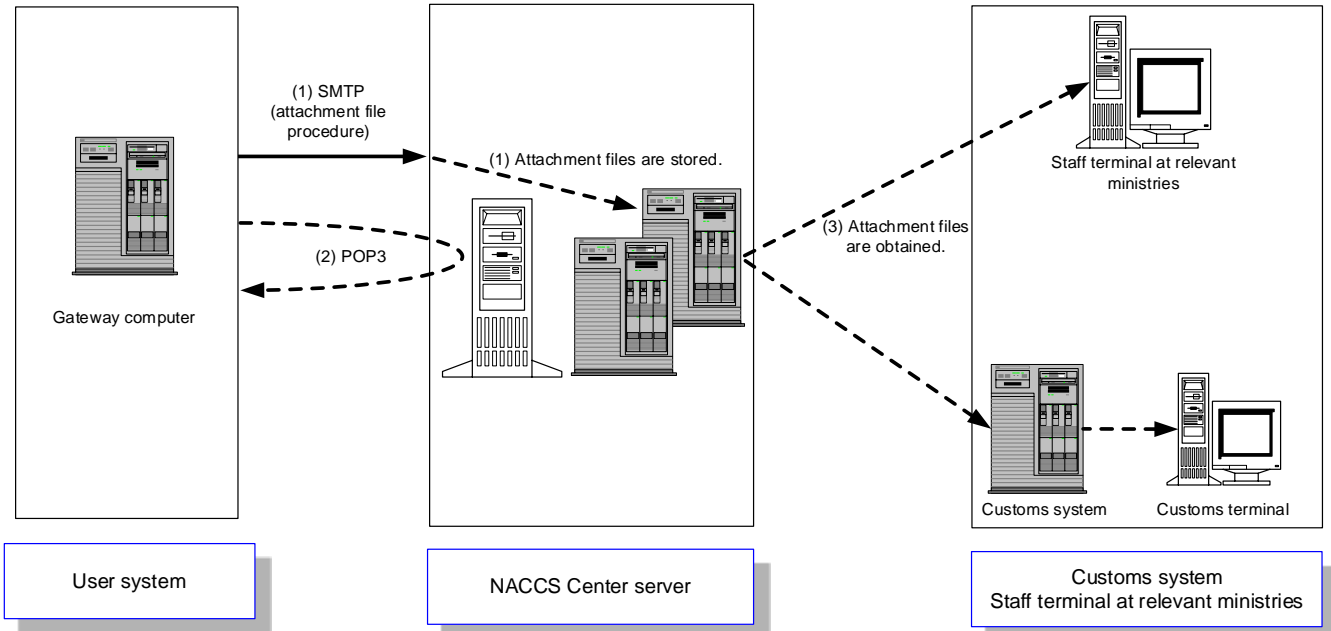 (1) SMTP
(attachment file
procedure)
(1) Attachment files are stored.
(2) POP3
Gateway computer
(3) Attachment files
are obtained.
Staff terminal at relevant
ministries
Customs system
Customs terminal
User system
NACCS Center server
Customs system
Staff terminal at relevant ministries